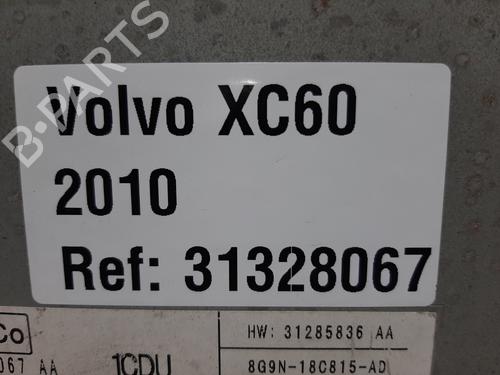 B-PARTS
Volvo XC60
2010
Ref: 31328067
Co
HW: 31285836 AA
067 AA
1CDU
8G9N-18C815-AD